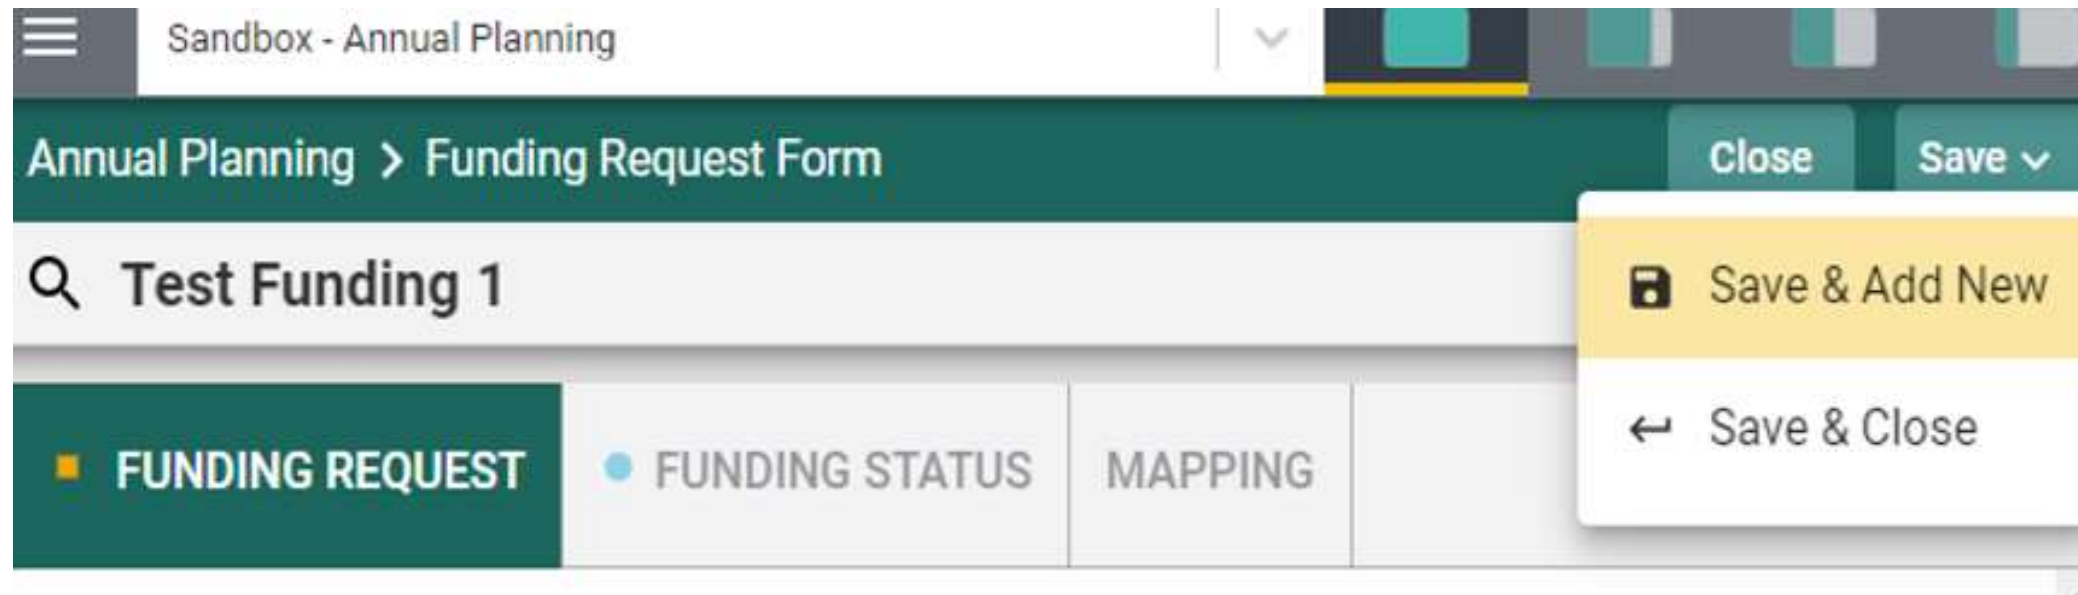 Sandbox - Annual Planning
Annual Planning > Funding Request Form
Close
Save
Test Funding 1
Save & Add New
Save & Close
FUNDING REQUEST
FUNDING STATUS
MAPPING